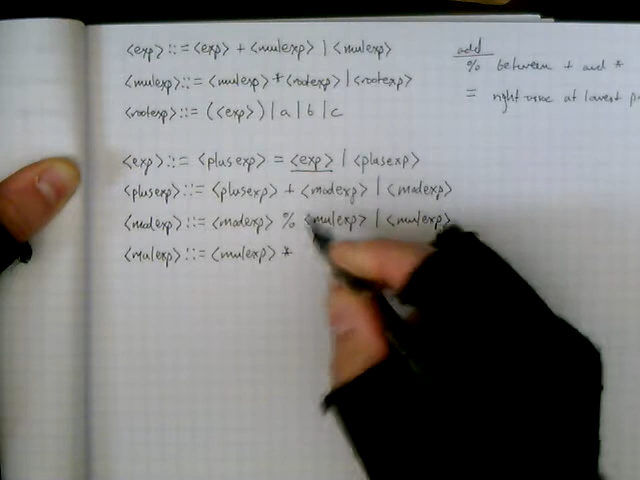 <exp>::= <exp> + <mulexp> | <mulexp>
<mulexp>::= <mulexp> * <rootexp> | <rootexp>
<rootexp>::= (<exp>) | a | b | c
add
% between + and *
= right assoc at lowest
<exp>::= <plusexp> = <exp> | <plusexp>
<plusexp>::= <plusexp> + <modexp> | <modexp>
<modexp>::= <modexp> % <mulexp> | <mulexp>
<mulexp>::= <mulexp> *